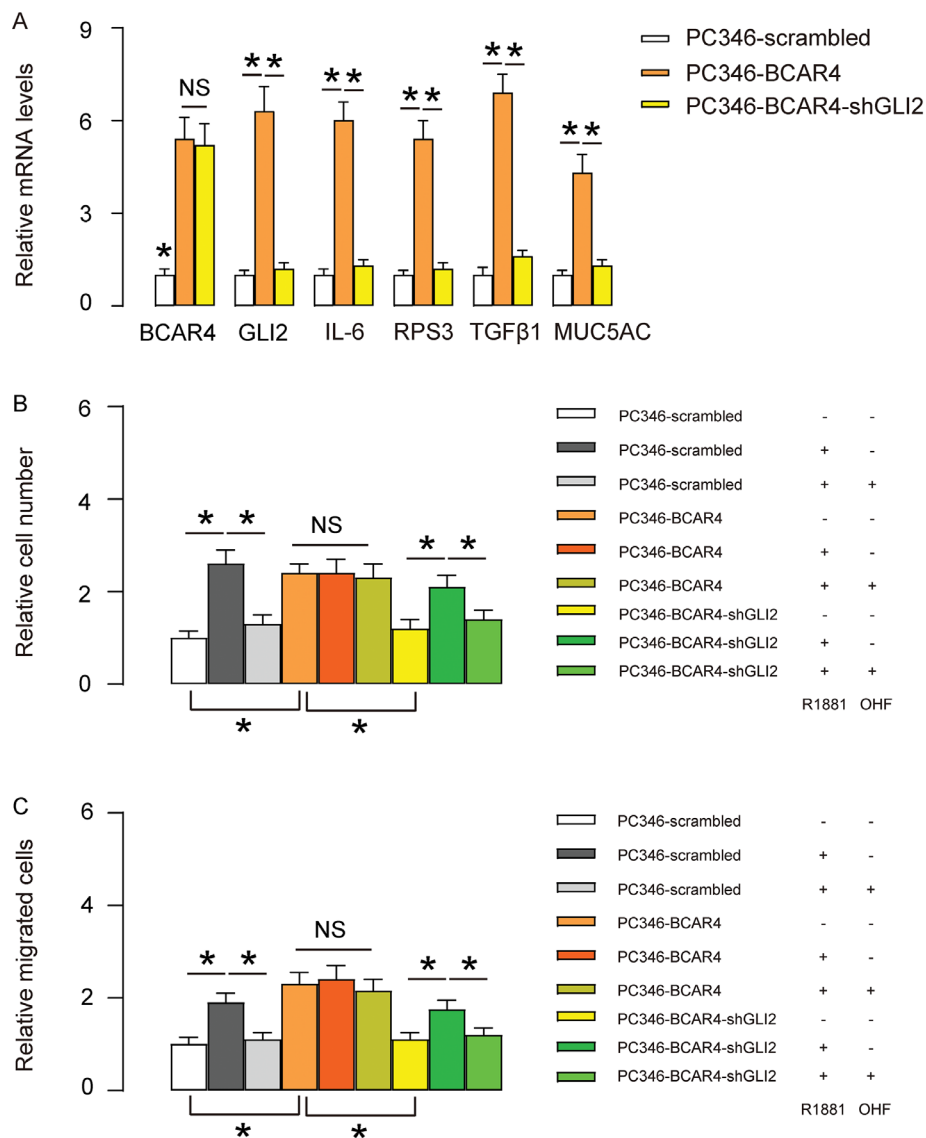 A
Relative mRNA levels
9
6
3
0
NS
* * * * * * * * * *
*
PC346-scrambled
PC346-BCAR4
PC346-BCAR4-shGLI2
BCAR4 GLI2 IL-6 RPS3 TGFβ1 MUC5AC
B
Relative cell number
6
4
2
0
* * NS * *
* *
PC346-scrambled - -
PC346-scrambled + -
PC346-scrambled + +
PC346-BCAR4 - -
PC346-BCAR4 + -
PC346-BCAR4 + +
PC346-BCAR4-shGLI2 - -
PC346-BCAR4-shGLI2 + -
PC346-BCAR4-shGLI2 + +
R1881 OHF
C
Relative migrated cells
6
4
2
0
* * NS * *
* *
PC346-scrambled - -
PC346-scrambled + -
PC346-scrambled + +
PC346-BCAR4 - -
PC346-BCAR4 + -
PC346-BCAR4 + +
PC346-BCAR4-shGLI2 - -
PC346-BCAR4-shGLI2 + -
PC346-BCAR4-shGLI2 + +
R1881 OHF